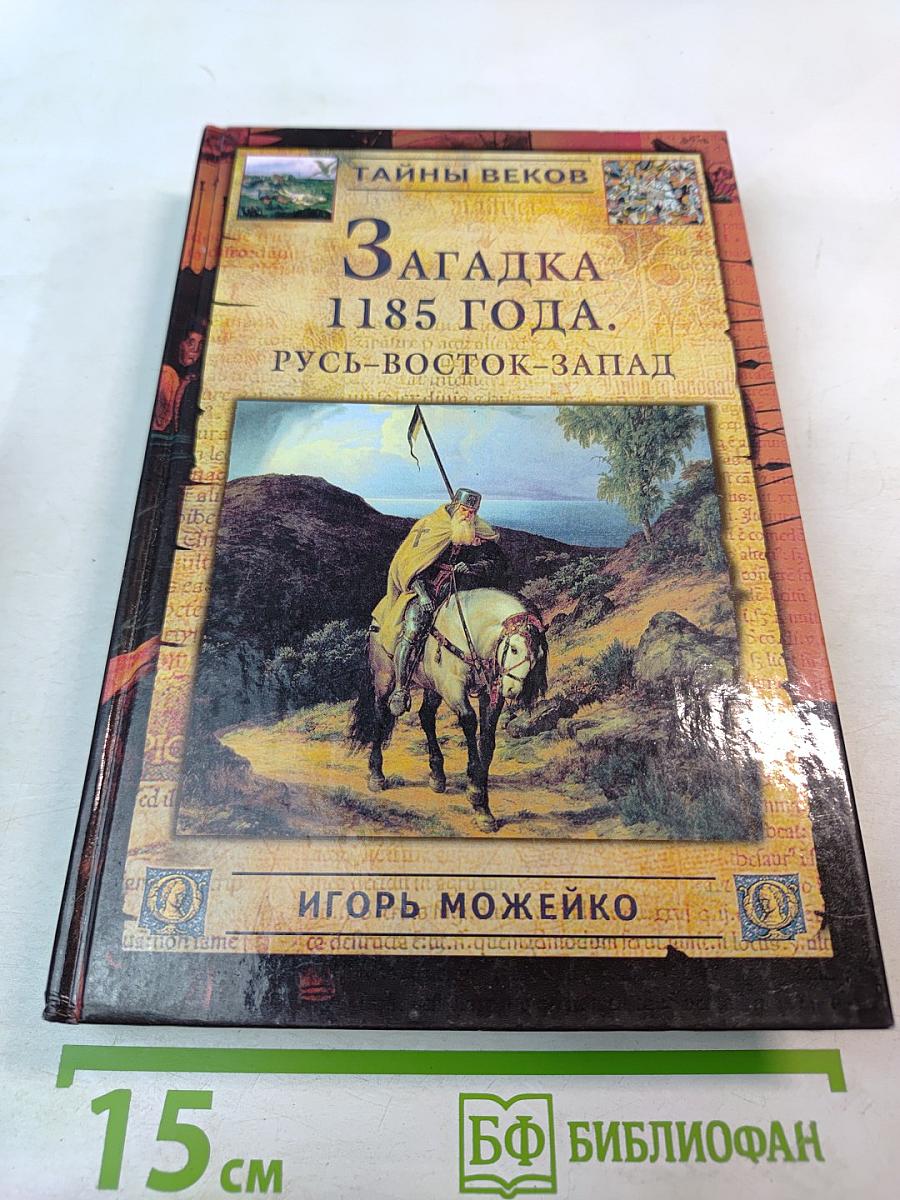 ТАЙНЫ ВЕКОВ
ЗАГАДКА
1185 ГОДА.
РУСЬ–ВОСТОК–ЗАПАД
ИГОРЬ МОЖЕЙКО
15 см
БФ БИБЛИОФАН